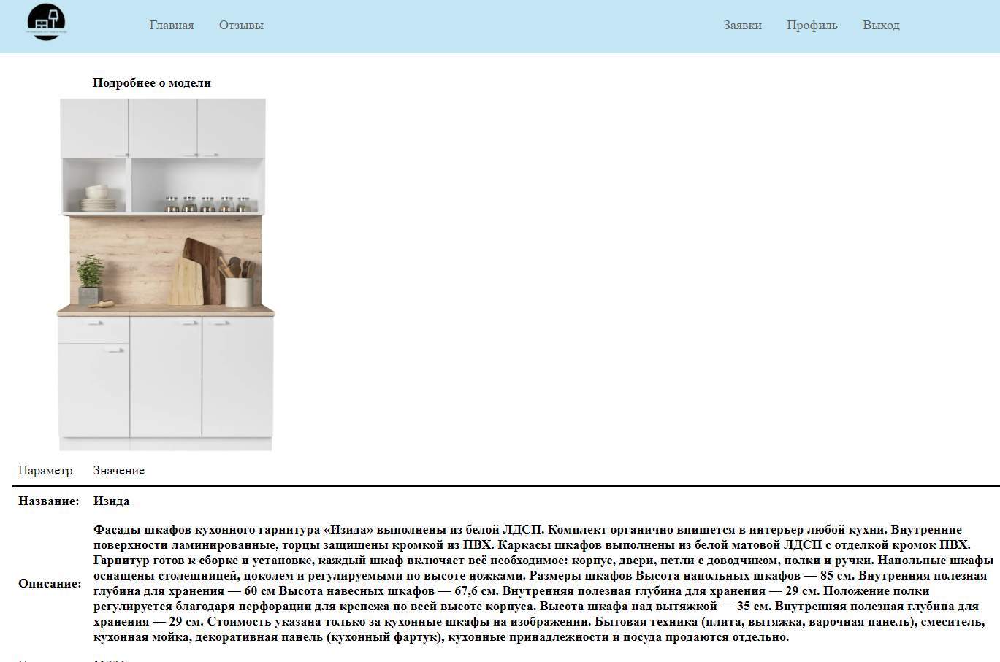 Главная Отзывы Заявки Профиль Выход
Подробнее о модели
Параметр Значение
Название: Изида
Описание:
Фасады шкафов кухонного гарнитура «Изида» выполнены из белой ЛДСП. Комплект органично впишется в интерьер любой кухни. Внутренние
поверхности ламинированные, торцы защищены кромкой из ПВХ. Каркасы шкафов выполнены из белой матовой ЛДСП с отделкой кромок ПВХ.
Гарнитур готов к сборке и установке, каждый шкаф включает всё необходимое: корпус, двери, петли с доводчиком, полки и ручки. Напольные шкафы
оснащены столешницей, цоколем и регулируемыми по высоте ножками. Размеры шкафов Высота напольных шкафов — 85 см. Внутренняя полезная
глубина для хранения — 60 см Высота навесных шкафов — 67,6 см. Внутренняя полезная глубина для хранения — 29 см. Положение полки
регулируется благодаря перфорации для крепежа по всей высоте корпуса. Высота шкафа над вытяжкой — 35 см. Внутренняя полезная глубина для
хранения — 29 см. Стоимость указана только за кухонные шкафы на изображении. Бытовая техника (плита, вытяжка, варочная панель), смеситель,
кухонная мойка, декоративная панель (кухонный фартук), кухонные принадлежности и посуда продаются отдельно.